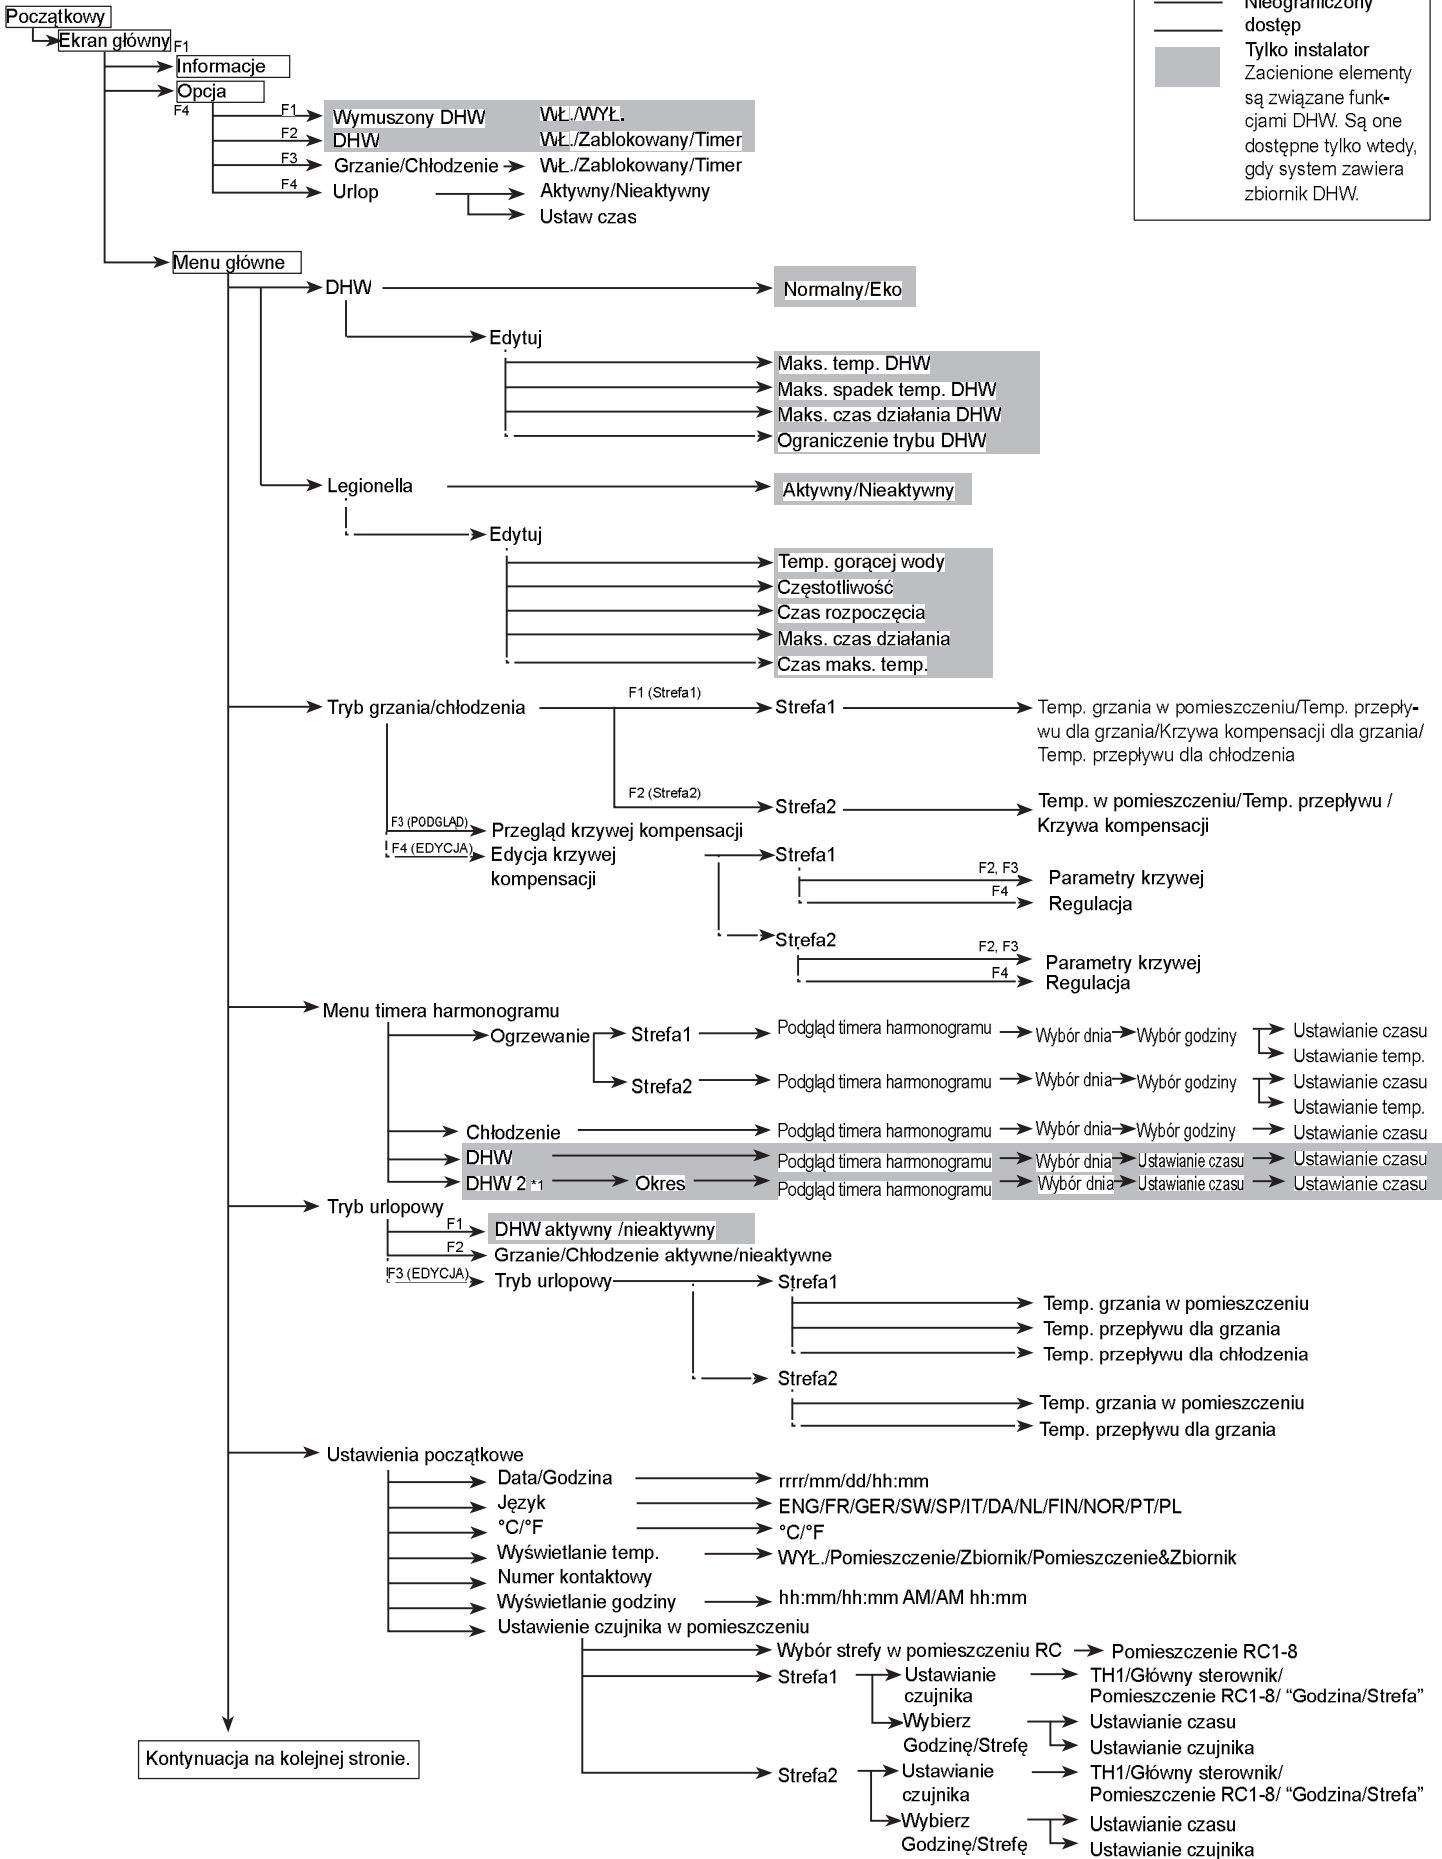 Początkowy
Ekran główny
F1
Informacje
Opcja
F4
F1 Wymuszony DHW WŁ./WYŁ.
F2 DHW WŁ./Zablokowany/Timer
F3 Grzanie/Chłodzenie WŁ./Zablokowany/Timer
F4 Urlop Aktywny/Nieaktywny
Ustaw czas
Nieograniczony
dostęp
Tylko instalator
Zacienione elementy
są związane funk-
cjami DHW. Są one
dostępne tylko wtedy,
gdy system zawiera
zbiornik DHW.
Menu główne
DHW Normalny/Eko
Edytuj
Maks. temp. DHW
Maks. spadek temp. DHW
Maks. czas działania DHW
Ograniczenie trybu DHW
Legionella Aktywny/Nieaktywny
Edytuj
Temp. gorącej wody
Częstotliwość
Czas rozpoczęcia
Maks. czas działania
Czas maks. temp.
Tryb grzania/chłodzenia F1 (Strefa1) Strefa1 Temp. grzania w pomieszczeniu/Temp. przepły-
wu dla grzania/Krzywa kompensacji dla grzania/
Temp. przepływu dla chłodzenia
F2 (Strefa2) Strefa2 Temp. w pomieszczeniu/Temp. przepływu /
Krzywa kompensacji
F3 (PODGLĄD) Przegląd krzywej kompensacji
F4 (EDYCJA) Edycja krzywej
kompensacji
Strefa1
F2, F3 Parametry krzywej
F4 Regulacja
Strefa2
F2, F3 Parametry krzywej
F4 Regulacja
Menu timera harmonogramu
Ogrzewanie Strefa1 Podgląd timera harmonogramu Wybór dnia Wybór godziny Ustawianie czasu
Ustawianie temp.
Strefa2 Podgląd timera harmonogramu Wybór dnia Wybór godziny Ustawianie czasu
Ustawianie temp.
Chłodzenie Podgląd timera harmonogramu Wybór dnia Wybór godziny Ustawianie czasu
DHW Podgląd timera harmonogramu Wybór dnia Ustawianie czasu Ustawianie czasu
DHW 2 *1 Okres Podgląd timera harmonogramu Wybór dnia Ustawianie czasu Ustawianie czasu
Tryb urlopowy
F1 DHW aktywny /nieaktywny
F2 Grzanie/Chłodzenie aktywne/nieaktywne
F3 (EDYCJA) Tryb urlopowy Strefa1
Temp. grzania w pomieszczeniu
Temp. przepływu dla grzania
Temp. przepływu dla chłodzenia
Strefa2
Temp. grzania w pomieszczeniu
Temp. przepływu dla grzania
Ustawienia początkowe
Data/Godzina rrrr/mm/dd/hh:mm
Język ENG/FR/GER/SW/SP/IT/DA/NL/FIN/NOR/PT/PL
°C/°F °C/°F
Wyświetlanie temp. WYŁ./Pomieszczenie/Zbiornik/Pomieszczenie&Zbiornik
Numer kontaktowy
Wyświetlanie godziny hh:mm/hh:mm AM/AM hh:mm
Ustawienie czujnika w pomieszczeniu
Wybór strefy w pomieszczeniu RC Pomieszczenie RC1-8
Strefa1 Ustawianie
czujnika
TH1/Główny sterownik/
Pomieszczenie RC1-8/ “Godzina/Strefa”
Wybierz
Godzinę/Strefę
Ustawianie czasu
Ustawianie czujnika
Strefa2 Ustawianie
czujnika
TH1/Główny sterownik/
Pomieszczenie RC1-8/ “Godzina/Strefa”
Wybierz
Godzinę/Strefę
Ustawianie czasu
Ustawianie czujnika
Kontynuacja na kolejnej stronie.